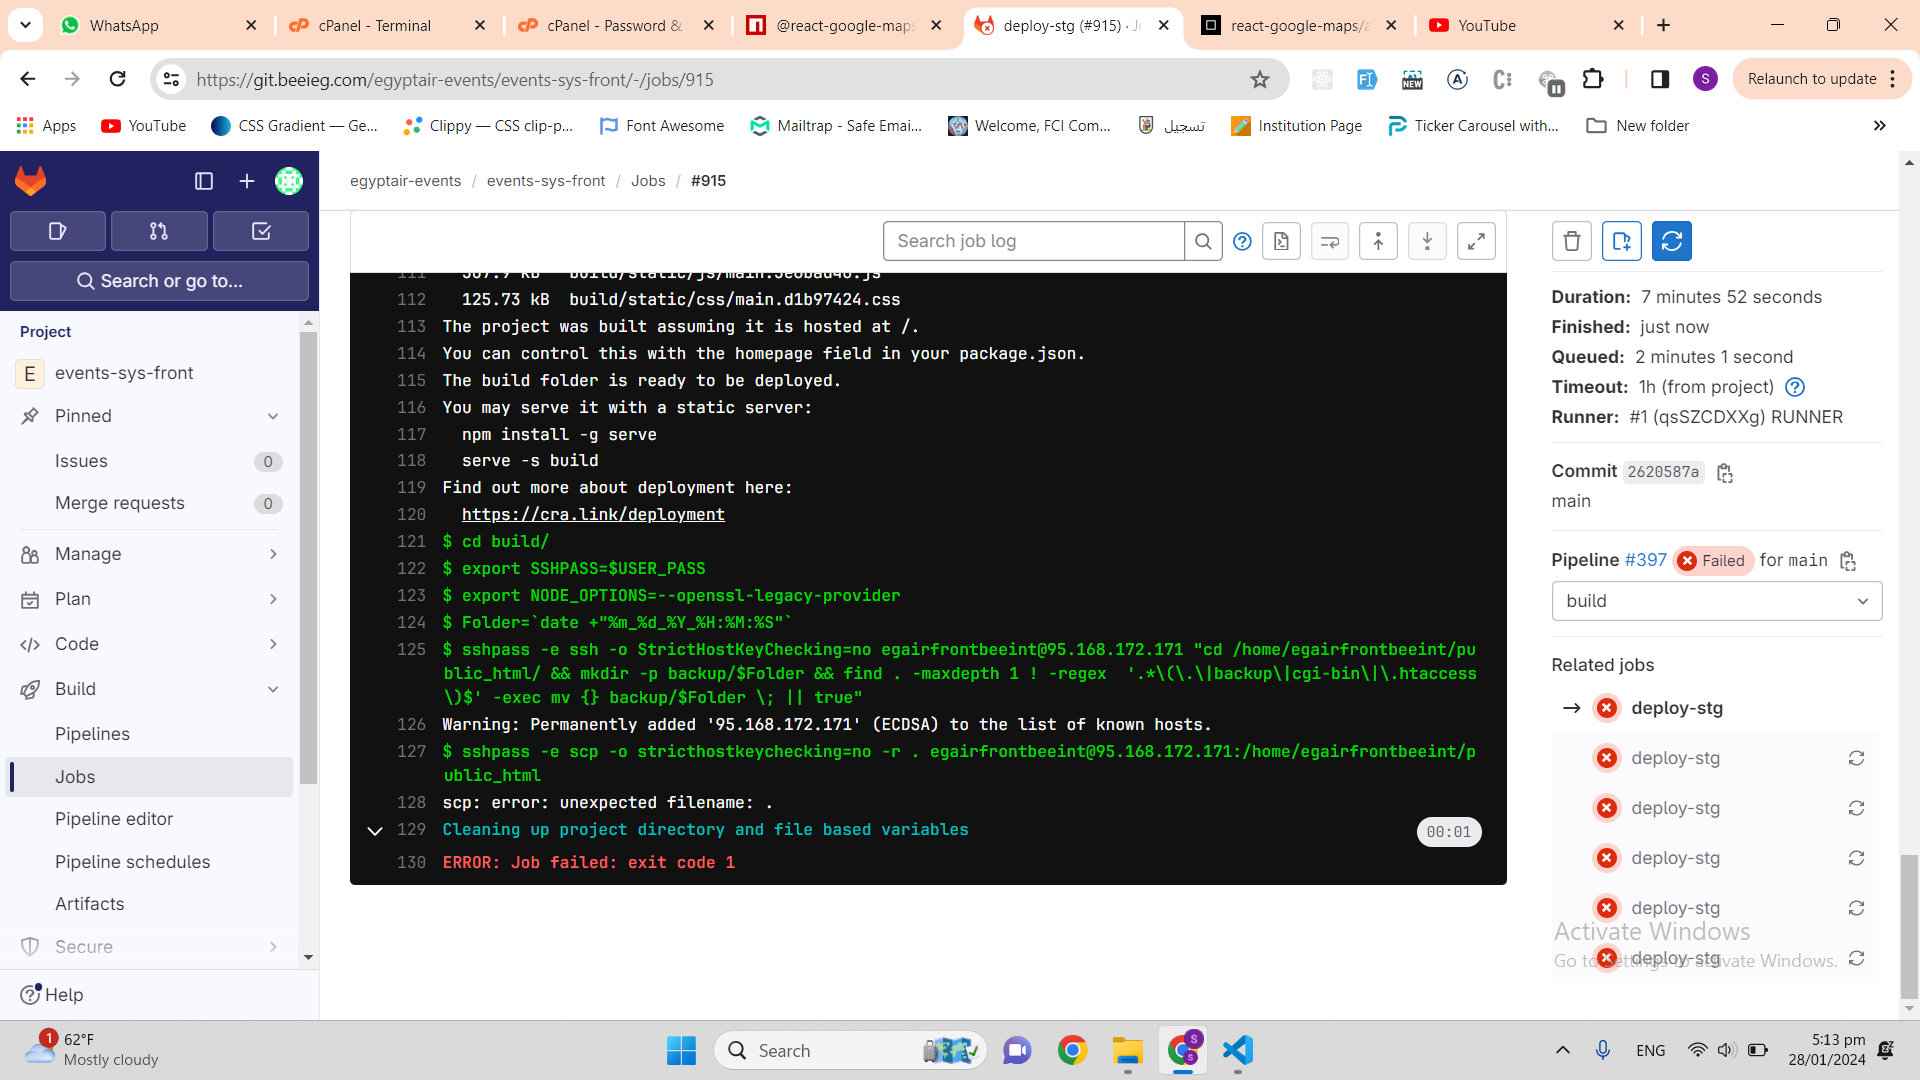 WhatsApp
cPanel - Terminal
cPanel - Password &
@react-google-maps
deploy-stg (#915) · Jo
react-google-maps/a
YouTube
https://git.beeieg.com/egyptair-events/events-sys-front/-/jobs/915
NEW
S
Relaunch to update
Apps
YouTube
CSS Gradient — Ge...
Clippy — CSS clip-p...
Font Awesome
Mailtrap - Safe Emai...
Welcome, FCI Com...
تسجيل
Institution Page
Ticker Carousel with...
New folder
egyptair-events / events-sys-front / Jobs / #915
Search or go to...
Project
E events-sys-front
Pinned
Issues 0
Merge requests 0
Manage
Plan
Code
Build
Pipelines
Jobs
Pipeline editor
Pipeline schedules
Artifacts
Secure
Help
Search job log
111 307.9 kB build/static/js/main.5e8bad46.js
112 125.73 kB build/static/css/main.d1b97424.css
113 The project was built assuming it is hosted at /.
114 You can control this with the homepage field in your package.json.
115 The build folder is ready to be deployed.
116 You may serve it with a static server:
117 npm install -g serve
118 serve -s build
119 Find out more about deployment here:
120 https://cra.link/deployment
121 $ cd build/
122 $ export SSHPASS=$USER_PASS
123 $ export NODE_OPTIONS=--openssl-legacy-provider
124 $ Folder=`date +"%m_%d_%Y_%H:%M:%S"`
125 $ sshpass -e ssh -o StrictHostKeyChecking=no egairfrontbeeint@95.168.172.171 "cd /home/egairfrontbeeint/pu
blic_html/ && mkdir -p backup/$Folder && find . -maxdepth 1 ! -regex '.*\(\.\|backup\|cgi-bin\|\.htaccess
\)$' -exec mv {} backup/$Folder \; || true"
126 Warning: Permanently added '95.168.172.171' (ECDSA) to the list of known hosts.
127 $ sshpass -e scp -o stricthostkeychecking=no -r . egairfrontbeeint@95.168.172.171:/home/egairfrontbeeint/p
ublic_html
128 scp: error: unexpected filename: .
129 Cleaning up project directory and file based variables 00:01
130 ERROR: Job failed: exit code 1
Duration: 7 minutes 52 seconds
Finished: just now
Queued: 2 minutes 1 second
Timeout: 1h (from project)
Runner: #1 (qsSZCDXXg) RUNNER
Commit 2620587a
main
Pipeline #397 Failed for main
build
Related jobs
deploy-stg
deploy-stg
deploy-stg
deploy-stg
deploy-stg
deploy-stg
Activate Windows
Go to Settings to activate Windows.
1
62°F
Mostly cloudy
Search
ENG
5:13 pm
28/01/2024